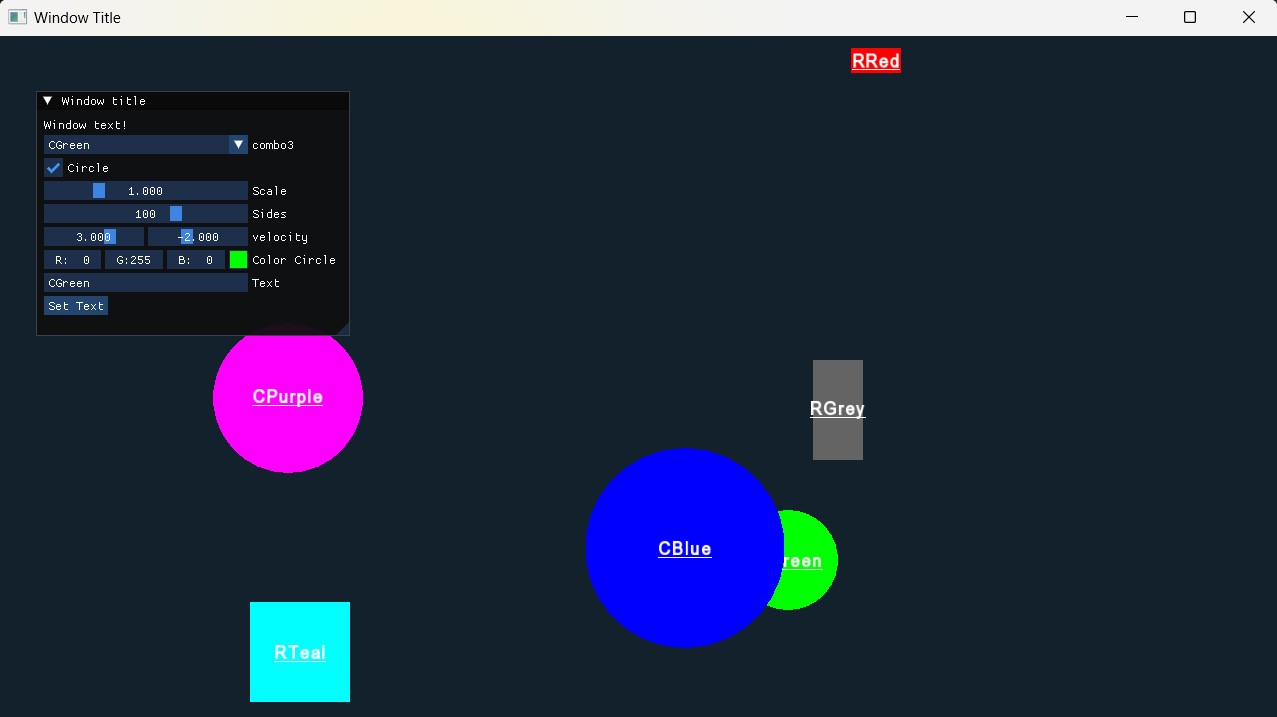 Window Title
RRed
Window title
Window text!
CGreen combo3
Circle
1.000 Scale
100 Sides
3.000 -2.000 velocity
R: 0 G:255 B: 0 Color Circle
CGreen Text
Set Text
CPurple
RGrey
CBlue
reen
RTeal